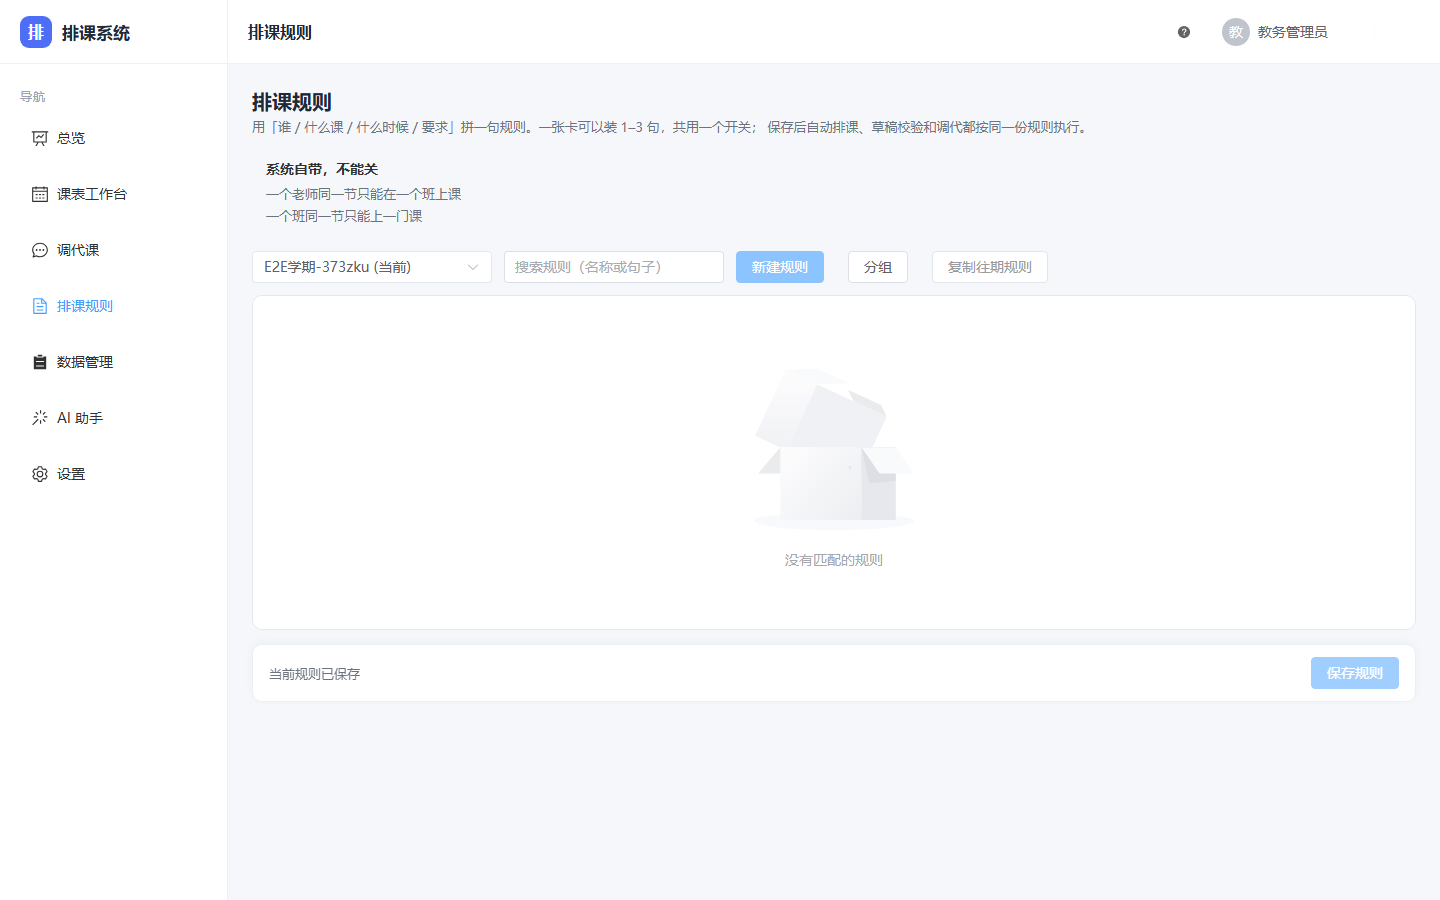 排 排课系统
排课规则
教 教务管理员
导航
总览
课表工作台
调代课
排课规则
数据管理
AI 助手
设置
排课规则
用「谁 / 什么课 / 什么时候 / 要求」拼一句规则。一张卡可以装 1–3 句，共用一个开关； 保存后自动排课、草稿校验和调代都按同一份规则执行。
系统自带，不能关
一个老师同一节只能在一个班上课
一个班同一节只能上一门课
E2E学期-373zku (当前) 搜索规则（名称或句子） 新建规则 分组 复制往期规则
没有匹配的规则
当前规则已保存 保存规则